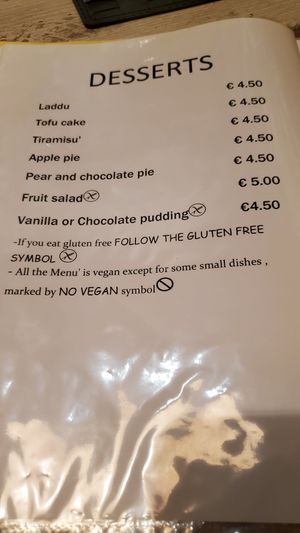 DESSERTS
Laddu € 4.50
Tofu cake € 4.50
Tiramisu' € 4.50
Apple pie € 4.50
Pear and chocolate pie € 4.50
Fruit salad € 5.00
Vanilla or Chocolate pudding €4.50
-If you eat gluten free FOLLOW THE GLUTEN FREE
SYMBOL
- All the Menu' is vegan except for some small dishes ,
marked by NO VEGAN symbol